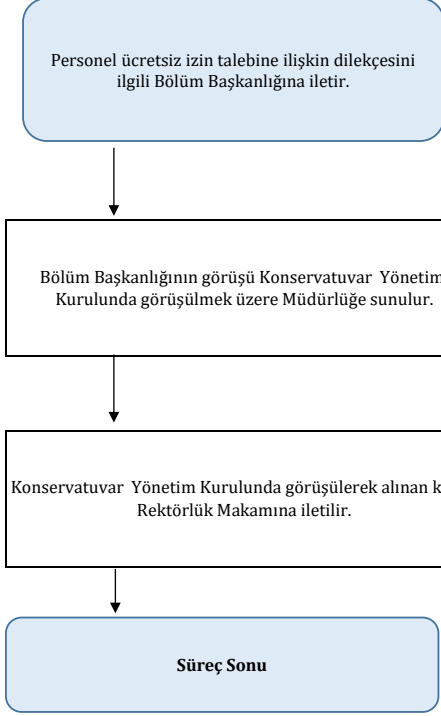 Personel ücretsiz izin talebine ilişkin dilekçesini
ilgili Bölüm Başkanlığına iletir.
Bölüm Başkanlığının görüşü Konservatuvar Yönetim
Kurulunda görüşülmek üzere Müdürlüğe sunulur.
Konservatuvar Yönetim Kurulunda görüşülerek alınan
Rektörlük Makamına iletilir.
Süreç Sonu